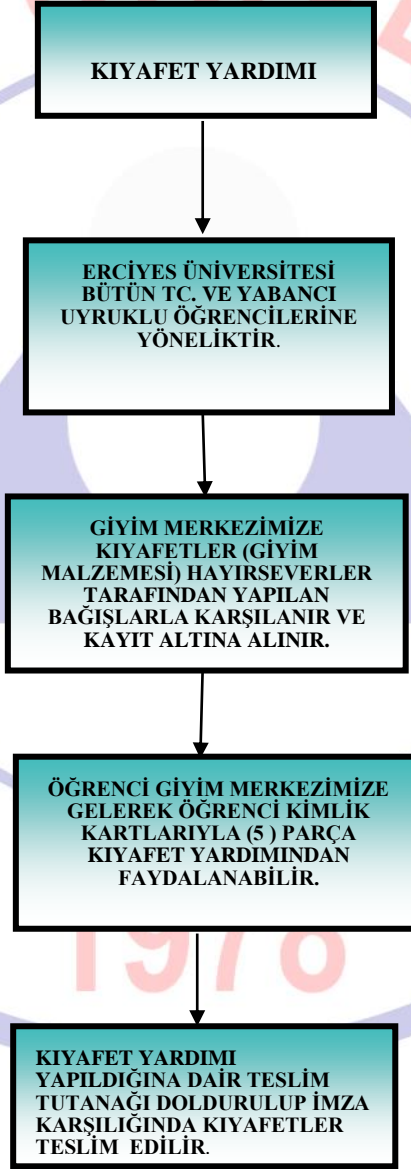 KIYAFET YARDIMI
ERCİYES ÜNİVERSİTESİ
BÜTÜN TC. VE YABANCI
UYRUKLU ÖĞRENCİLERİNE
YÖNELİKTİR.
GİYİM MERKEZİMİZE
KIYAFETLER (GİYİM
MALZEMESİ) HAYIRSEVERLER
TARAFINDAN YAPILAN
BAĞIŞLARLA KARŞILANIR VE
KAYIT ALTINA ALINIR.
ÖĞRENCİ GİYİM MERKEZİMİZE
GELEREK ÖĞRENCİ KİMLİK
KARTLARIYLA (5 ) PARÇA
KIYAFET YARDIMINDAN
FAYDALANABİLİR.
1978
KIYAFET YARDIMI
YAPILDIĞINA DAİR TESLİM
TUTANAĞI DOLDURULUP İMZA
KARŞILIĞINDA KIYAFETLER
TESLİM EDİLİR.